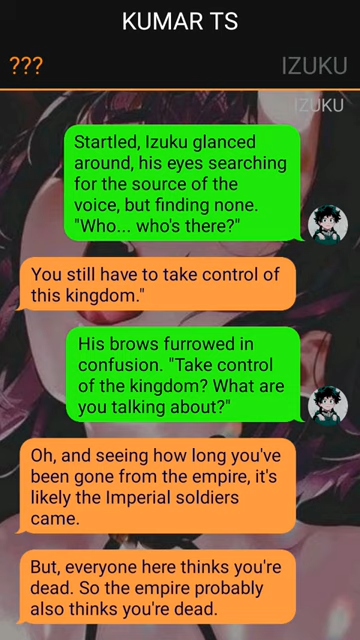 KUMAR TS
??? IZUKU
IZUKU
Startled, Izuku glanced
around, his eyes searching
for the source of the
voice, but finding none.
"Who... who's there?"
You still have to take control of
this kingdom."
His brows furrowed in
confusion. "Take control
of the kingdom? What are
you talking about?"
Oh, and seeing how long you've
been gone from the empire, it's
likely the Imperial soldiers
came.
But, everyone here thinks you're
dead. So the empire probably
also thinks you're dead.